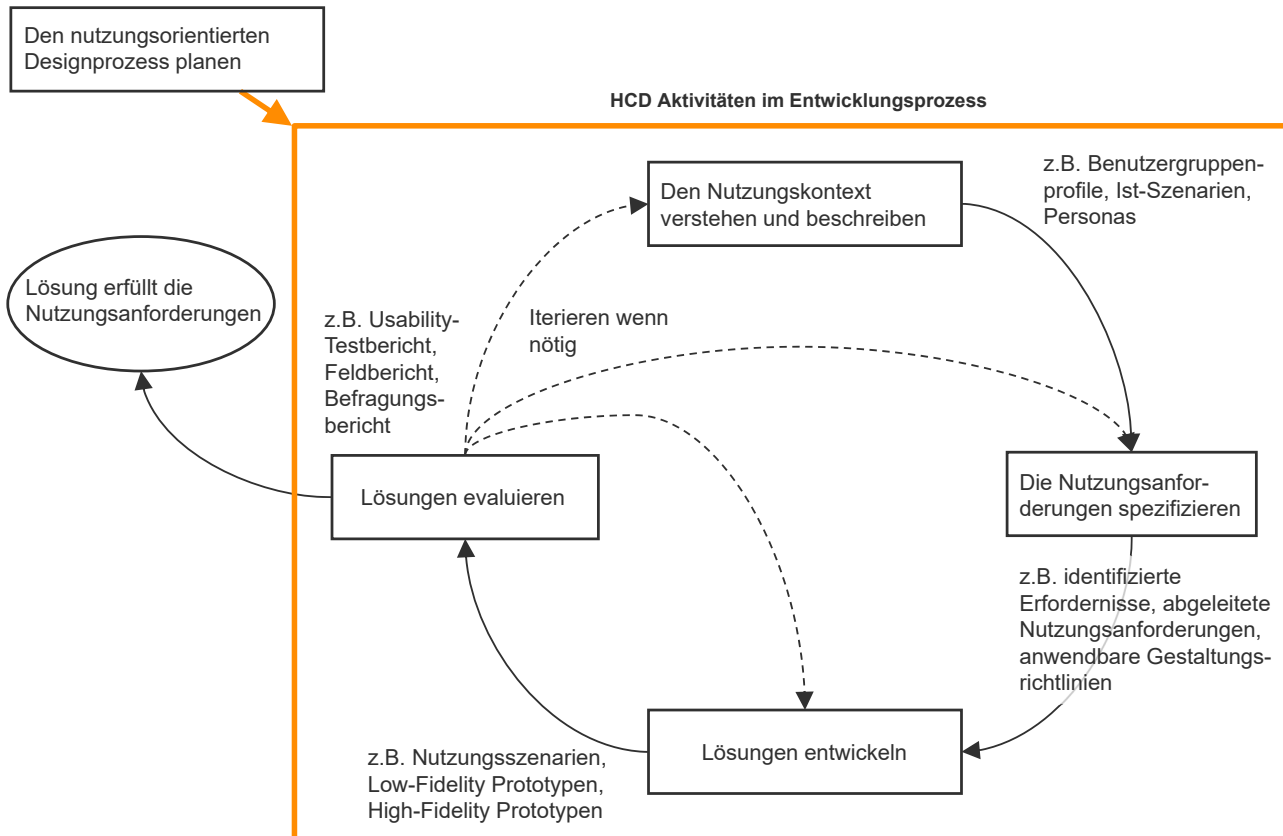 Den nutzungsorientierten
Designprozess planen
HCD Aktivitäten im Entwicklungsprozess
Den Nutzungskontext
verstehen und beschreiben
z.B. Benutzergruppen-
profile, Ist-Szenarien,
Personas
Lösung erfüllt die
Nutzungsanforderungen
z.B. Usability-
Testbericht,
Feldbericht,
Befragungs-
bericht
Iterieren wenn
nötig
Lösungen evaluieren
Die Nutzungsanfor-
derungen spezifizieren
z.B. identifizierte
Erfordernisse, abgeleitete
Nutzungsanforderungen,
anwendbare Gestaltungs-
richtlinien
Lösungen entwickeln
z.B. Nutzungsszenarien,
Low-Fidelity Prototypen,
High-Fidelity Prototypen